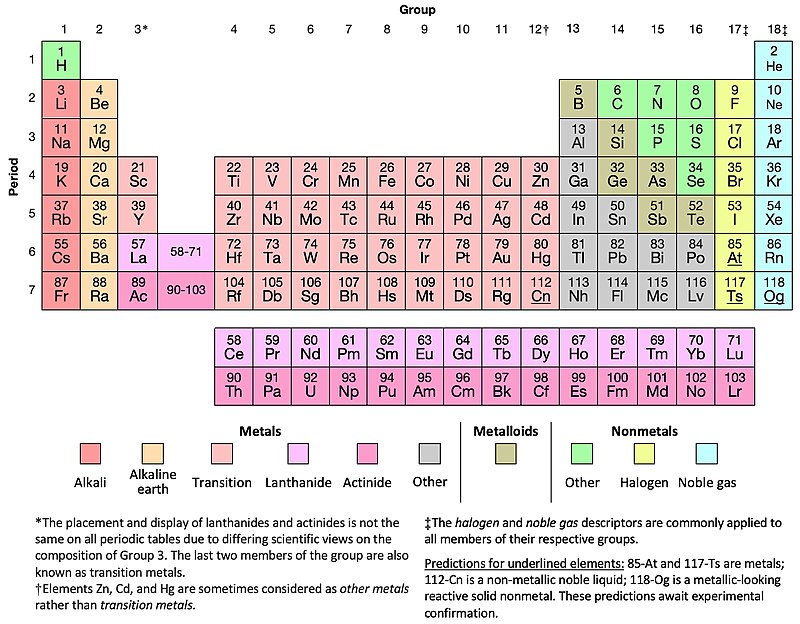 Group
1 2 3* 4 5 6 7 8 9 10 11 12† 13 14 15 16 17‡ 18‡
Period
1
1 2
H He
2
3 4 5 6 7 8 9 10
Li Be B C N O F Ne
3
11 12 13 14 15 16 17 18
Na Mg Al Si P S Cl Ar
4
19 20 21 22 23 24 25 26 27 28 29 30 31 32 33 34 35 36
K Ca Sc Ti V Cr Mn Fe Co Ni Cu Zn Ga Ge As Se Br Kr
5
37 38 39 40 41 42 43 44 45 46 47 48 49 50 51 52 53 54
Rb Sr Y Zr Nb Mo Tc Ru Rh Pd Ag Cd In Sn Sb Te I Xe
6
55 56 57 58-71 72 73 74 75 76 77 78 79 80 81 82 83 84 85 86
Cs Ba La Hf Ta W Re Os Ir Pt Au Hg Tl Pb Bi Po At Rn
7
87 88 89 90-103 104 105 106 107 108 109 110 111 112 113 114 115 116 117 118
Fr Ra Ac Rf Db Sg Bh Hs Mt Ds Rg Cn Nh Fl Mc Lv Ts Og
58 59 60 61 62 63 64 65 66 67 68 69 70 71
Ce Pr Nd Pm Sm Eu Gd Tb Dy Ho Er Tm Yb Lu
90 91 92 93 94 95 96 97 98 99 100 101 102 103
Th Pa U Np Pu Am Cm Bk Cf Es Fm Md No Lr
Metals Metalloids Nonmetals
Alkali
Alkaline
earth
Transition
Lanthanide
Actinide
Other
Other
Halogen
Noble gas
*The placement and display of lanthanides and actinides is not the
same on all periodic tables due to differing scientific views on the
composition of Group 3. The last two members of the group are also
known as transition metals.
†Elements Zn, Cd, and Hg are sometimes considered as other metals
rather than transition metals.
‡The halogen and noble gas descriptors are commonly applied to
all members of their respective groups.
Predictions for underlined elements: 85-At and 117-Ts are metals;
112-Cn is a non-metallic noble liquid; 118-Og is a metallic-looking
reactive solid nonmetal. These predictions await experimental
confirmation.